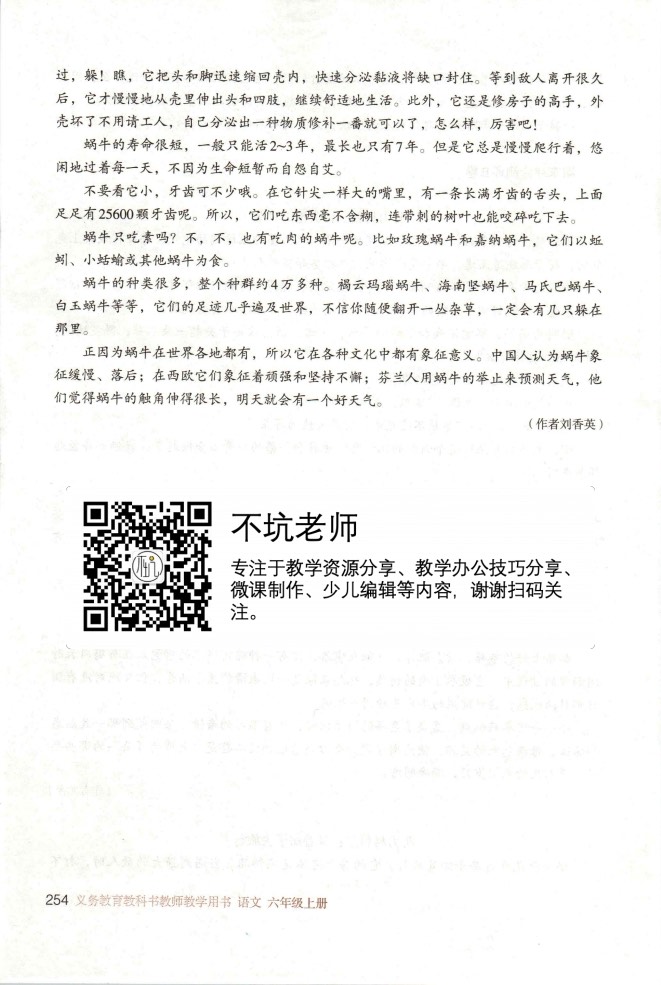 过，躲！瞧，它把头和脚迅速缩回壳内，快速分泌黏液将缺口封住。等到敌人离开很久
后，它才慢慢地从壳里伸出头和四肢，继续舒适地生活。此外，它还是修房子的高手，外
壳坏了不用请工人，自己分泌出一种物质修补一番就可以了，怎么样，厉害吧！
蜗牛的寿命很短，一般只能活2~3年，最长也只有7年。但是它总是慢慢爬行着，悠
闲地过着每一天，不因为生命短暂而自怨自艾。
不要看它小，牙齿可不少哦。在它针尖一样大的嘴里，有一条长满牙齿的舌头，上面
足足有25600颗牙齿呢。所以，它们吃东西毫不含糊，连带刺的树叶也能咬碎吃下去。
蜗牛只吃素吗？不，不，也有吃肉的蜗牛呢。比如玫瑰蜗牛和嘉纳蜗牛，它们以蚯
蚓、小蛞蝓或其他蜗牛为食。
蜗牛的种类很多，整个种群约4万多种。褐云玛瑙蜗牛、海南坚蜗牛、马氏巴蜗牛、
白玉蜗牛等等，它们的足迹几乎遍及世界，不信你随便翻开一丛杂草，一定会有几只躲在
那里。
正因为蜗牛在世界各地都有，所以它在各种文化中都有象征意义。中国人认为蜗牛象
征缓慢、落后；在西欧它们象征着顽强和坚持不懈；芬兰人用蜗牛的举止来预测天气，他
们觉得蜗牛的触角伸得很长，明天就会有一个好天气。
（作者刘香英）
不坑老师
专注于教学资源分享、教学办公技巧分享、
微课制作、少儿编辑等内容，谢谢扫码关
注。
254 义务教育教科书教师教学用书 语文 六年级上册